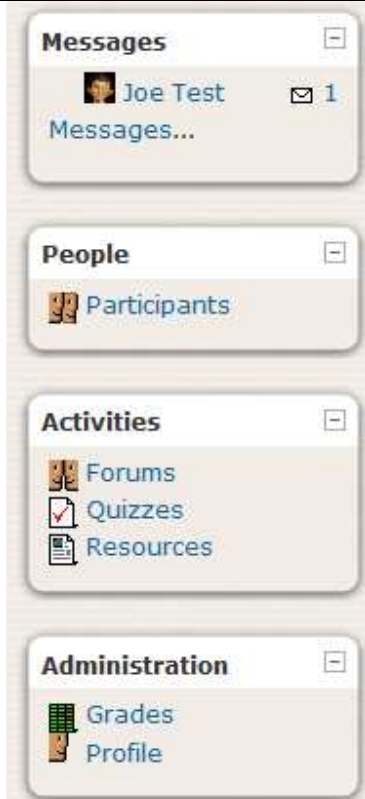 Messages
Joe Test 1
Messages...
People
Participants
Activities
Forums
Quizzes
Resources
Administration
Grades
Profile